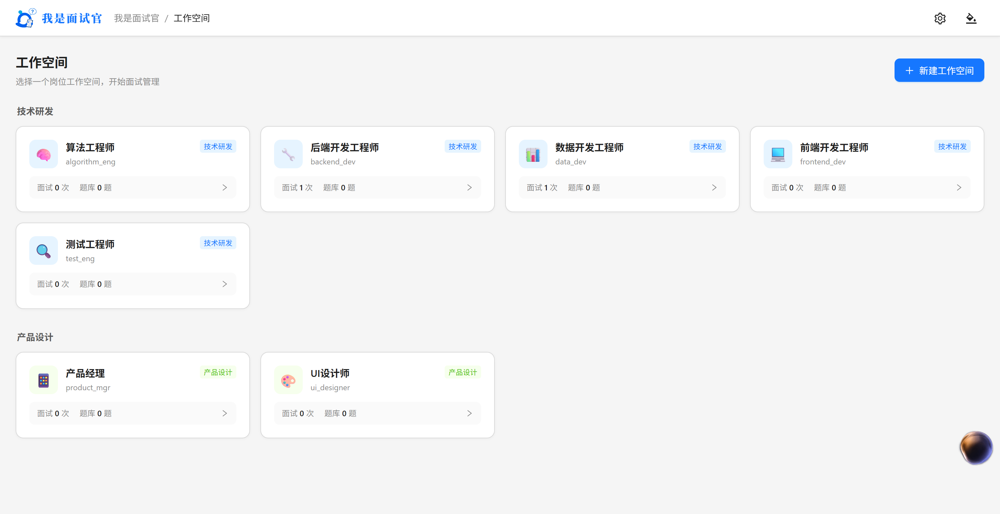 我是面试官 我是面试官 / 工作空间
工作空间
选择一个岗位工作空间，开始面试管理
新建工作空间
技术研发
算法工程师 技术研发
algorithm_eng
面试 0 次 题库 0 题
后端开发工程师 技术研发
backend_dev
面试 1 次 题库 0 题
数据开发工程师 技术研发
data_dev
面试 1 次 题库 0 题
前端开发工程师 技术研发
frontend_dev
面试 0 次 题库 0 题
测试工程师 技术研发
test_eng
面试 0 次 题库 0 题
产品设计
产品经理 产品设计
product_mgr
面试 0 次 题库 0 题
UI设计师 产品设计
ui_designer
面试 0 次 题库 0 题